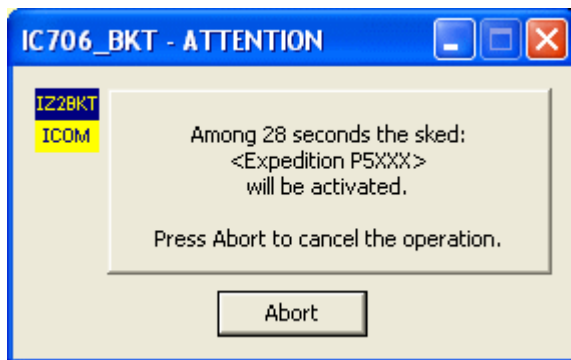 IC706_BKT - ATTENTION
IZ2BKT
ICOM
Among 28 seconds the sked:
<Expedition P5XXX>
will be activated.
Press Abort to cancel the operation.
Abort